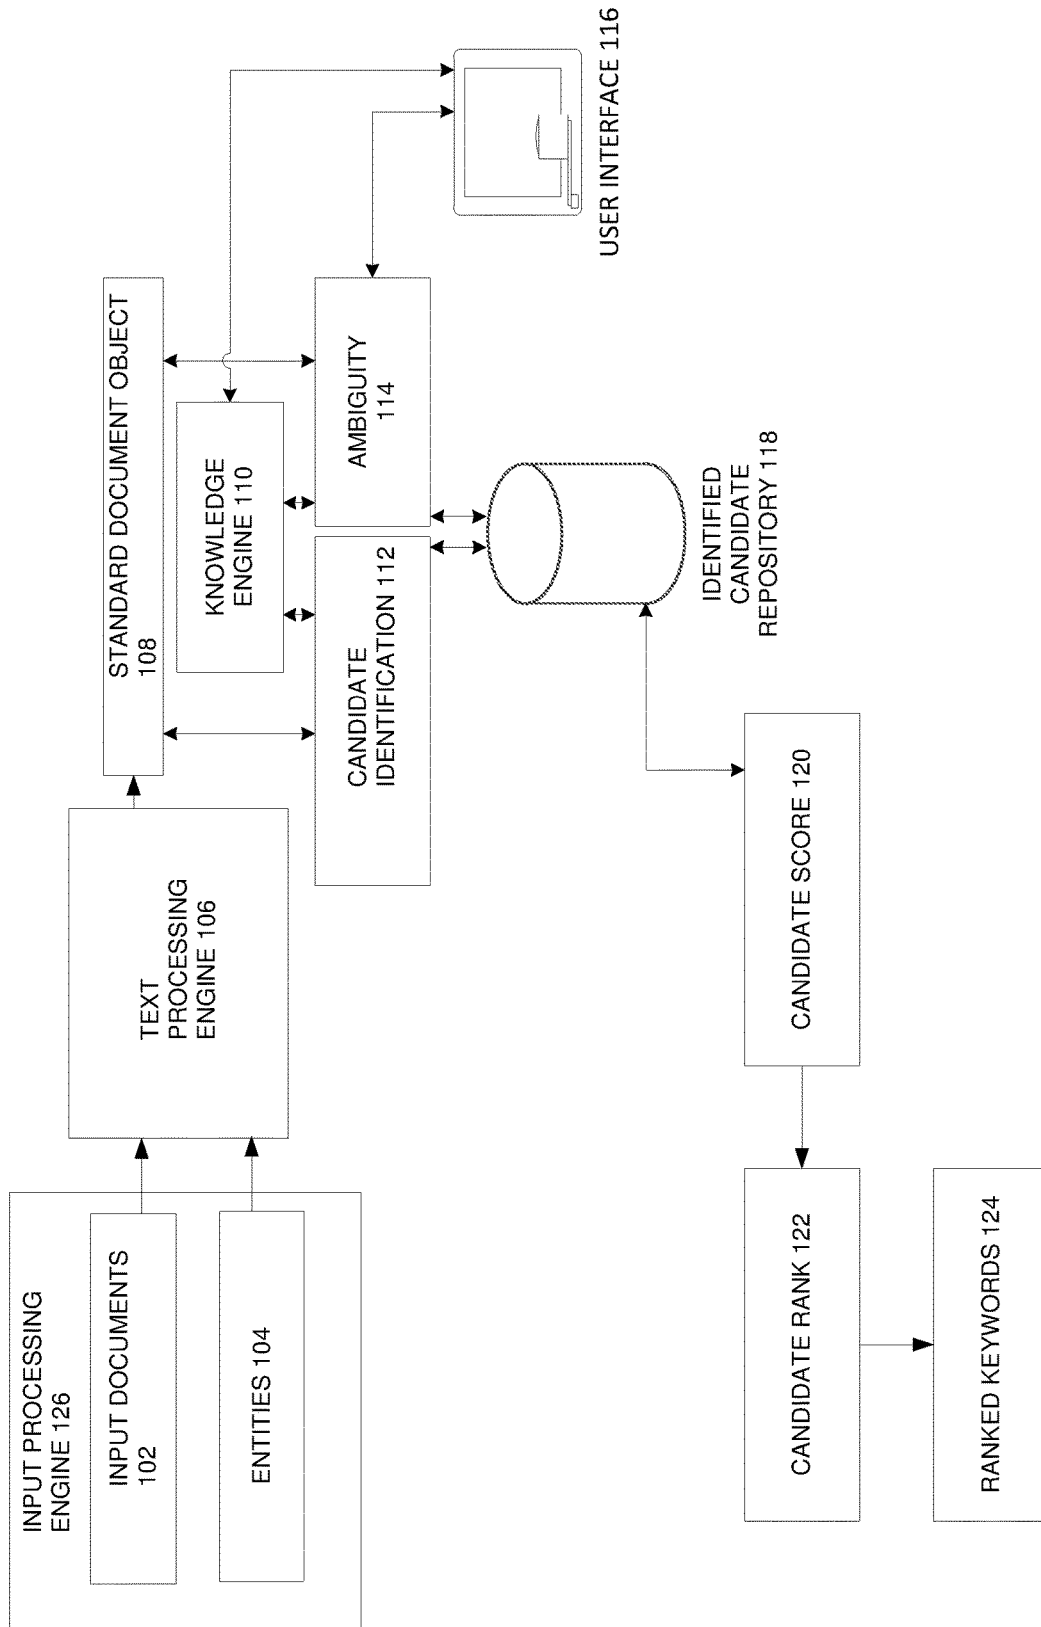 INPUT PROCESSING
ENGINE 126
INPUT DOCUMENTS
102
ENTITIES 104
TEXT
PROCESSING
ENGINE 106
STANDARD DOCUMENT OBJECT
108
KNOWLEDGE
ENGINE 110
CANDIDATE
IDENTIFICATION 112
AMBIGUITY
114
USER INTERFACE 116
IDENTIFIED
CANDIDATE
REPOSITORY 118
CANDIDATE SCORE 120
CANDIDATE RANK 122
RANKED KEYWORDS 124